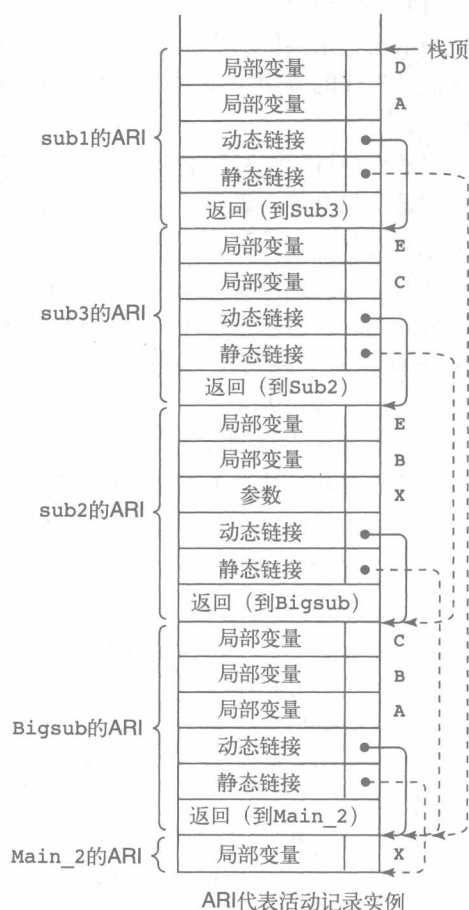 栈顶
局部变量 D
局部变量 A
sub1的ARI
动态链接
静态链接
返回（到Sub3）
局部变量 E
局部变量 C
sub3的ARI
动态链接
静态链接
返回（到Sub2）
局部变量 E
局部变量 B
参数 X
sub2的ARI
动态链接
静态链接
返回（到Bigsub）
局部变量 C
局部变量 B
局部变量 A
Bigsub的ARI
动态链接
静态链接
返回（到Main_2）
Main_2的ARI 局部变量 X
ARI代表活动记录实例